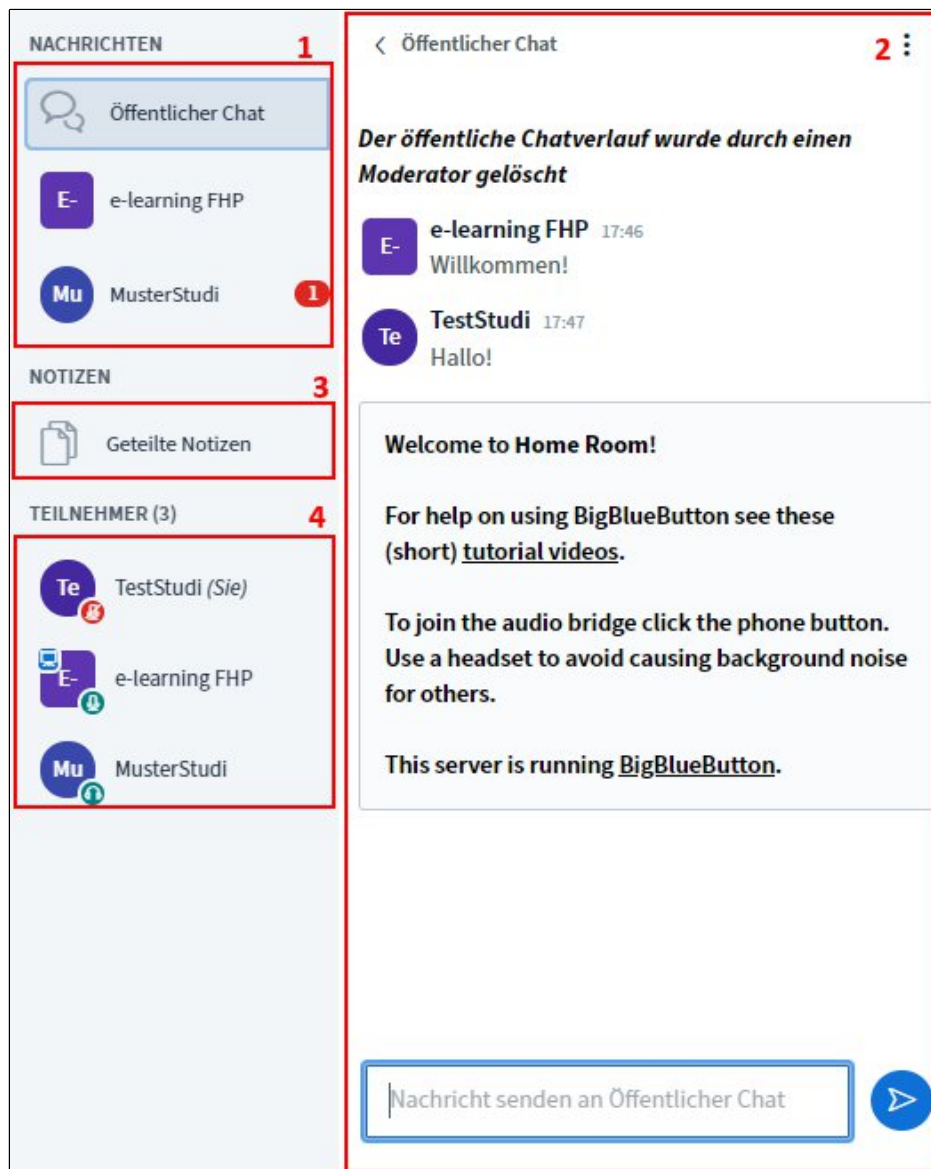 NACHRICHTEN
1
Öffentlicher Chat
E-
e-learning FHP
Mu
MusterStudi
1
NOTIZEN
3
Geteilte Notizen
TEILNEHMER (3)
4
Te
TestStudi (Sie)
E-
e-learning FHP
Mu
MusterStudi
Öffentlicher Chat
2
Der öffentliche Chatverlauf wurde durch einen
Moderator gelöscht
E-
e-learning FHP 17:46
Willkommen!
Te
TestStudi 17:47
Hallo!
Welcome to Home Room!
For help on using BigBlueButton see these
(short) tutorial videos.
To join the audio bridge click the phone button.
Use a headset to avoid causing background noise
for others.
This server is running BigBlueButton.
Nachricht senden an Öffentlicher Chat